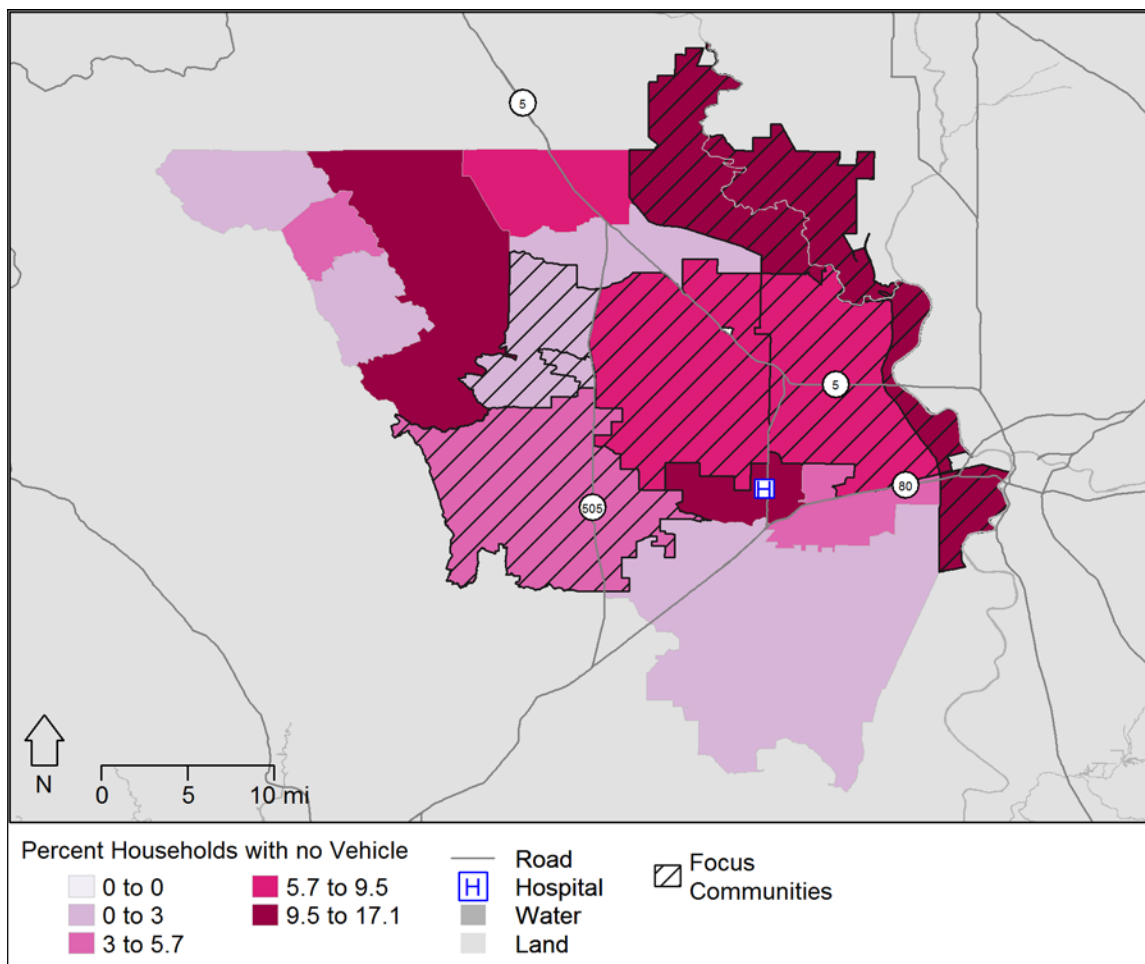 5
5
80
505
H
N
0 5 10 mi
Percent Households with no Vehicle
0 to 0
0 to 3
3 to 5.7
5.7 to 9.5
9.5 to 17.1
Road
H Hospital
Water
Land
Focus
Communities